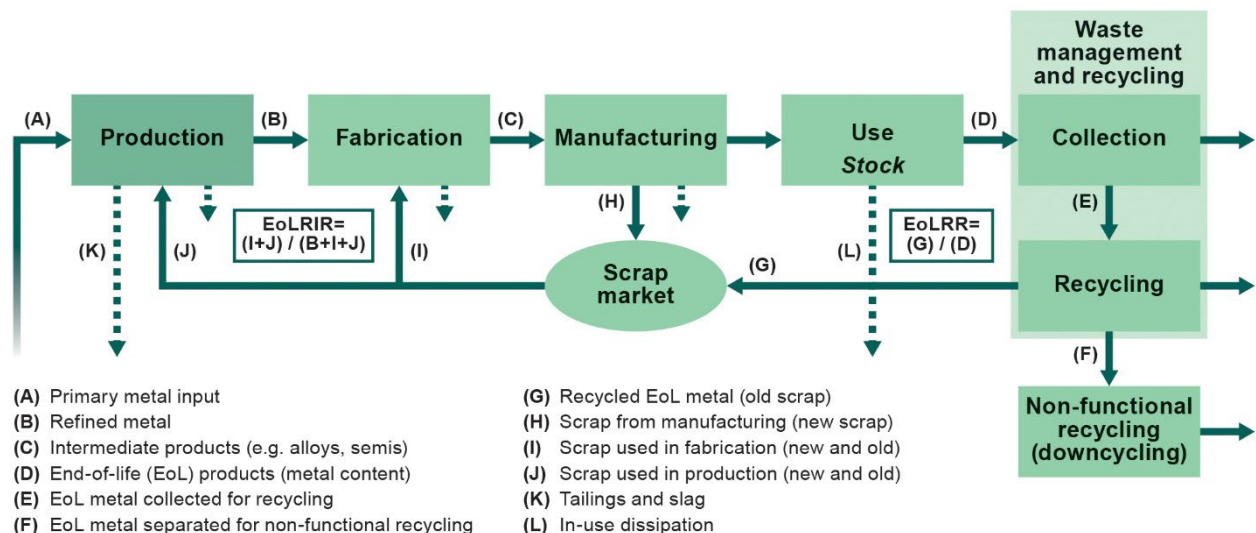 Waste
management
and recycling
(A)
Production
(B)
Fabrication
(C)
Manufacturing
Use
Stock
(D)
Collection
(K)
(J)
EoLRIR=
(I+J) / (B+I+J)
(I)
(H)
Scrap
market
(G)
(L)
EoLRR=
(G) / (D)
(E)
Recycling
(F)
Non-functional
recycling
(downcycling)
(A) Primary metal input
(B) Refined metal
(C) Intermediate products (e.g. alloys, semis)
(D) End-of-life (EoL) products (metal content)
(E) EoL metal collected for recycling
(F) EoL metal separated for non-functional recycling
(G) Recycled EoL metal (old scrap)
(H) Scrap from manufacturing (new scrap)
(I) Scrap used in fabrication (new and old)
(J) Scrap used in production (new and old)
(K) Tailings and slag
(L) In-use dissipation